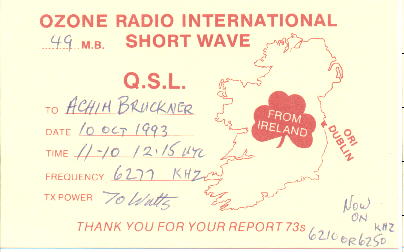 OZONE RADIO INTERNATIONAL
49 M.B. SHORT WAVE
Q.S.L.
TO ACHIM BRUCKNER
DATE 10 OCT 1993
TIME 11-10 12.15 UTC
FREQUENCY 6277 KHZ
TX POWER 70 Watts
FROM
IRELAND
ORI
DUBLIN
THANK YOU FOR YOUR REPORT 73s
NOW
ON KHZ
6210 OR 6250